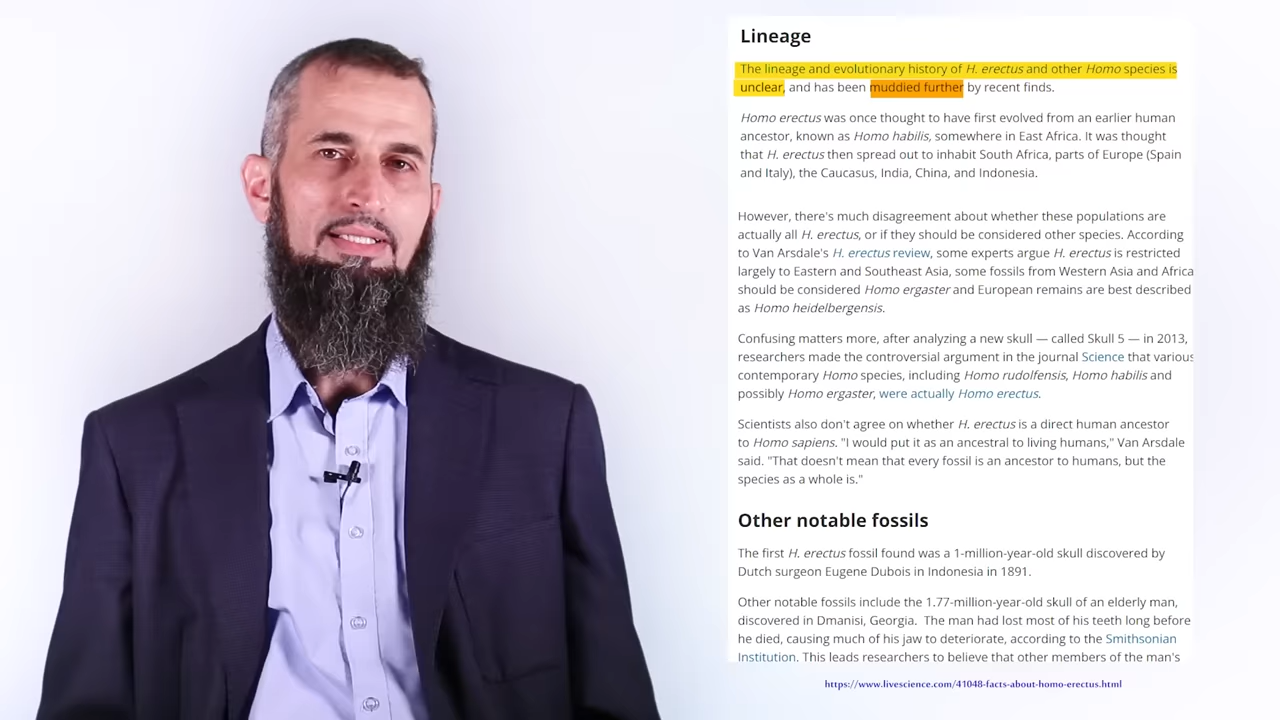 Lineage
The lineage and evolutionary history of H. erectus and other Homo species is
unclear, and has been muddied further by recent finds.
Homo erectus was once thought to have first evolved from an earlier human
ancestor, known as Homo habilis, somewhere in East Africa. It was thought
that H. erectus then spread out to inhabit South Africa, parts of Europe (Spain
and Italy), the Caucasus, India, China, and Indonesia.
However, there's much disagreement about whether these populations are
actually all H. erectus, or if they should be considered other species. According
to Van Arsdale's H. erectus review, some experts argue H. erectus is restricted
largely to Eastern and Southeast Asia, some fossils from Western Asia and Africa
should be considered Homo ergaster and European remains are best described
as Homo heidelbergensis.
Confusing matters more, after analyzing a new skull — called Skull 5 — in 2013,
researchers made the controversial argument in the journal Science that various
contemporary Homo species, including Homo rudolfensis, Homo habilis and
possibly Homo ergaster, were actually Homo erectus.
Scientists also don't agree on whether H. erectus is a direct human ancestor
to Homo sapiens. "I would put it as an ancestral to living humans," Van Arsdale
said. "That doesn't mean that every fossil is an ancestor to humans, but the
species as a whole is."
Other notable fossils
The first H. erectus fossil found was a 1-million-year-old skull discovered by
Dutch surgeon Eugene Dubois in Indonesia in 1891.
Other notable fossils include the 1.77-million-year-old skull of an elderly man,
discovered in Dmanisi, Georgia. The man had lost most of his teeth long before
he died, causing much of his jaw to deteriorate, according to the Smithsonian
Institution. This leads researchers to believe that other members of the man's
https://www.livescience.com/41048-facts-about-homo-erectus.html